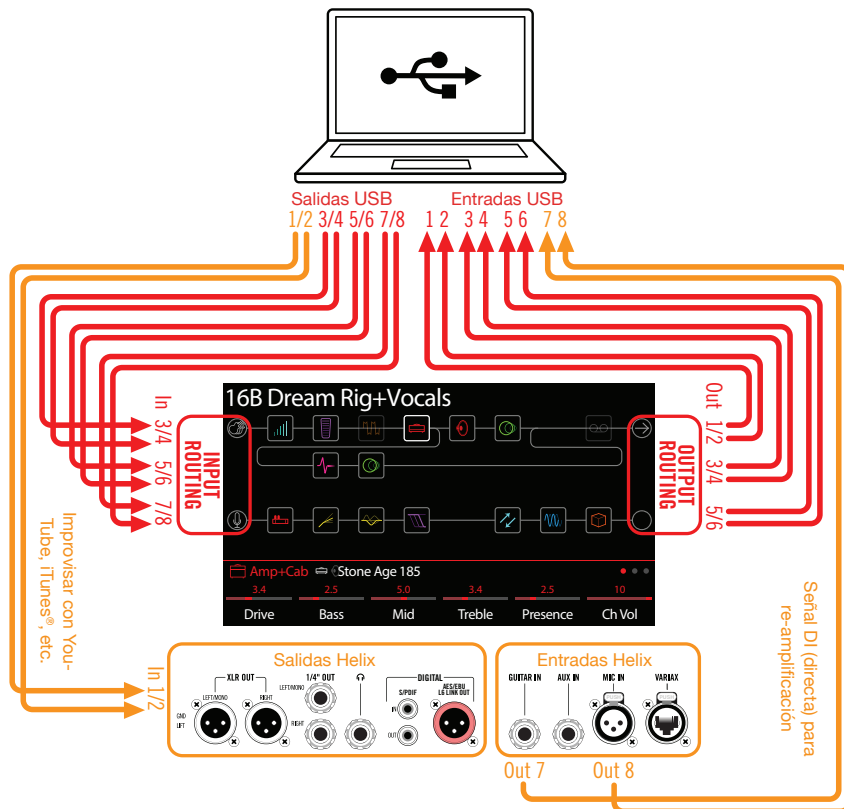 Salidas USB
1/2 3/4 5/6 7/8
Entradas USB
1 2 3 4 5 6 7 8
In 3/4 5/6 7/8
INPUT
ROUTING
16B Dream Rig+Vocals
Amp+Cab Stone Age 185
3.4 2.5 5.0 3.4 2.5 10
Drive Bass Mid Treble Presence Ch Vol
Out 1/2 3/4 5/6
OUTPUT
ROUTING
Improvisar con You-
Tube, iTunes®, etc.
In 1/2
Salidas Helix
XLR OUT
LEFT/MONO
RIGHT
GND
LIFT
1/4" OUT
LEFT/MONO
RIGHT
DIGITAL
S/PDIF
IN
OUT
AES/EBU
L6 LINK OUT
Entradas Helix
GUITAR IN
AUX IN
MIC IN
PUSH
VARIAX
PUSH
Out 7
Out 8
Señal DI (directa) para
re-amplificación